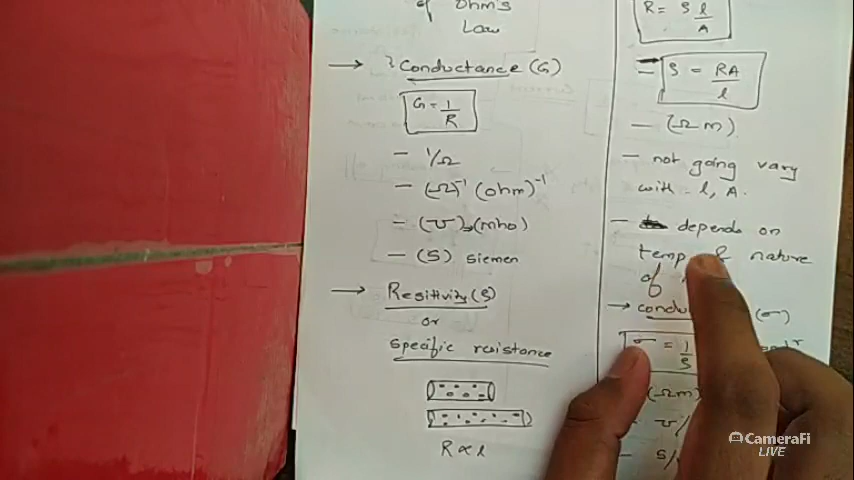 of Ohm's
Law
→ Conductance (G)
G = 1/R
- 1/Ω
- (Ω)⁻¹ (ohm)⁻¹
- (℧), (mho)
- (S) siemen
→ Resitivity (ρ)
or
specific resistance
R ∝ l
R = ρ l/A
- ρ = RA/l
- (Ω m)
- not going vary
with - l, A.
- depends on
temp & nature
of
→ (σ)
σ = 1/ρ
CameraFi
LIVE